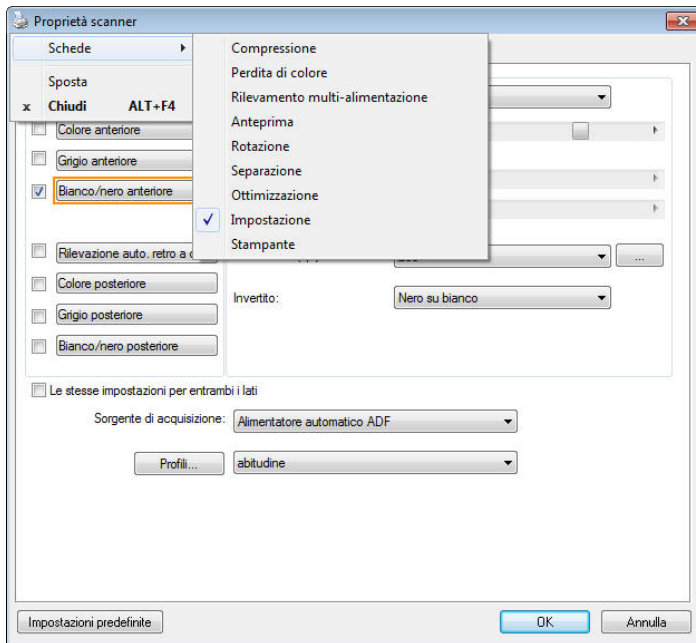 Proprietà scanner
Schede
Sposta
x Chiudi ALT+F4
Compressione
Perdita di colore
Rilevamento multi-alimentazione
Anteprima
Rotazione
Separazione
Ottimizzazione
Impostazione
Stampante
Colore anteriore
Grigio anteriore
Bianco/nero anteriore
Rilevazione auto. retro a c
...
Colore posteriore
Invertito: Nero su bianco
Grigio posteriore
Bianco/nero posteriore
Le stesse impostazioni per entrambi i lati
Sorgente di acquisizione: Alimentatore automatico ADF
Profili... abitudine
Impostazioni predefinite OK Annulla